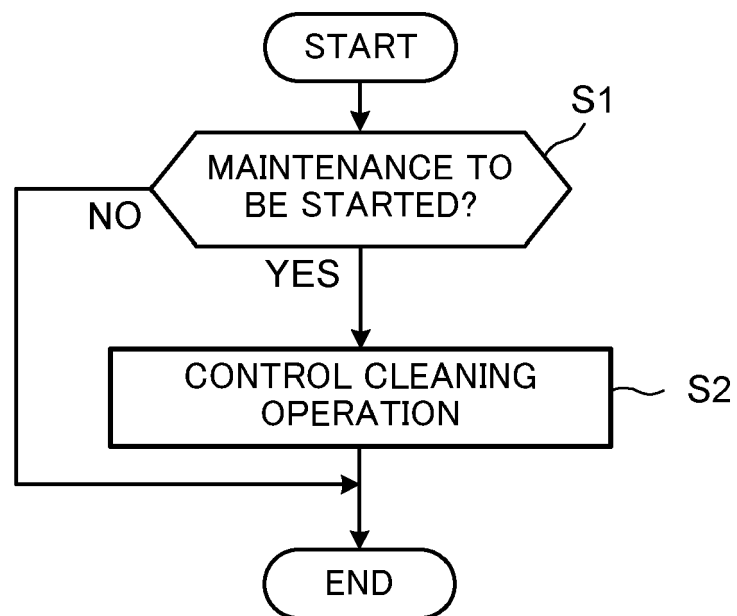 START
S1
MAINTENANCE TO
BE STARTED?
NO
YES
CONTROL CLEANING
OPERATION
S2
END